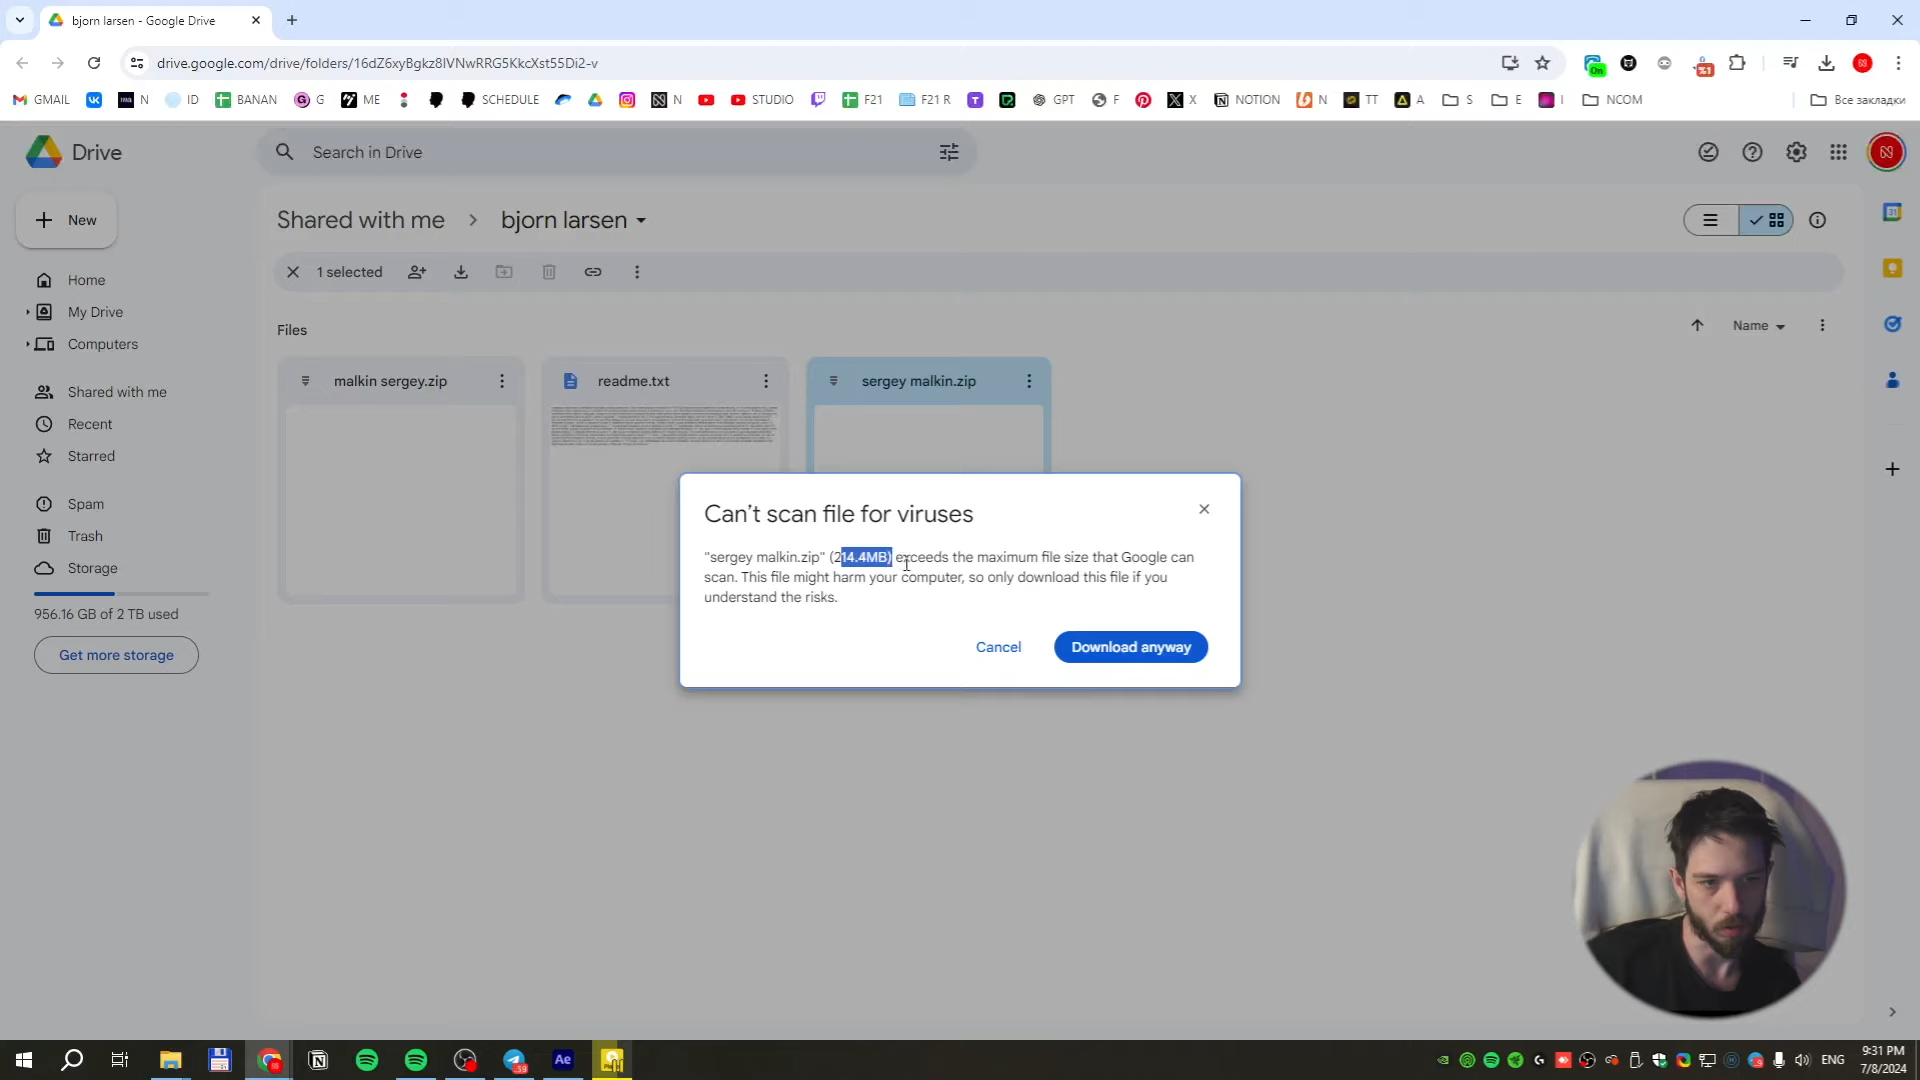 bjorn larsen - Google Drive
drive.google.com/drive/folders/16dZ6xyBgkz8IVNwRRG5KkcXst55Di2-v
On
%1
GMAIL
N
ID
BANAN
G
ME
SCHEDULE
N
STUDIO
F21
F21 R
GPT
F
X
NOTION
N
TT
A
S
E
I
NCOM
Все закладки
Drive
Search in Drive
New
Shared with me
bjorn larsen
31
1 selected
Home
My Drive
Computers
Files
Name
malkin sergey.zip
readme.txt
sergey malkin.zip
Shared with me
Recent
Starred
Spam
Trash
Storage
956.16 GB of 2 TB used
Get more storage
Can't scan file for viruses
"sergey malkin.zip" (214.4MB) exceeds the maximum file size that Google can
scan. This file might harm your computer, so only download this file if you
understand the risks.
Cancel
Download anyway
Ae
ENG
9:31 PM
7/8/2024